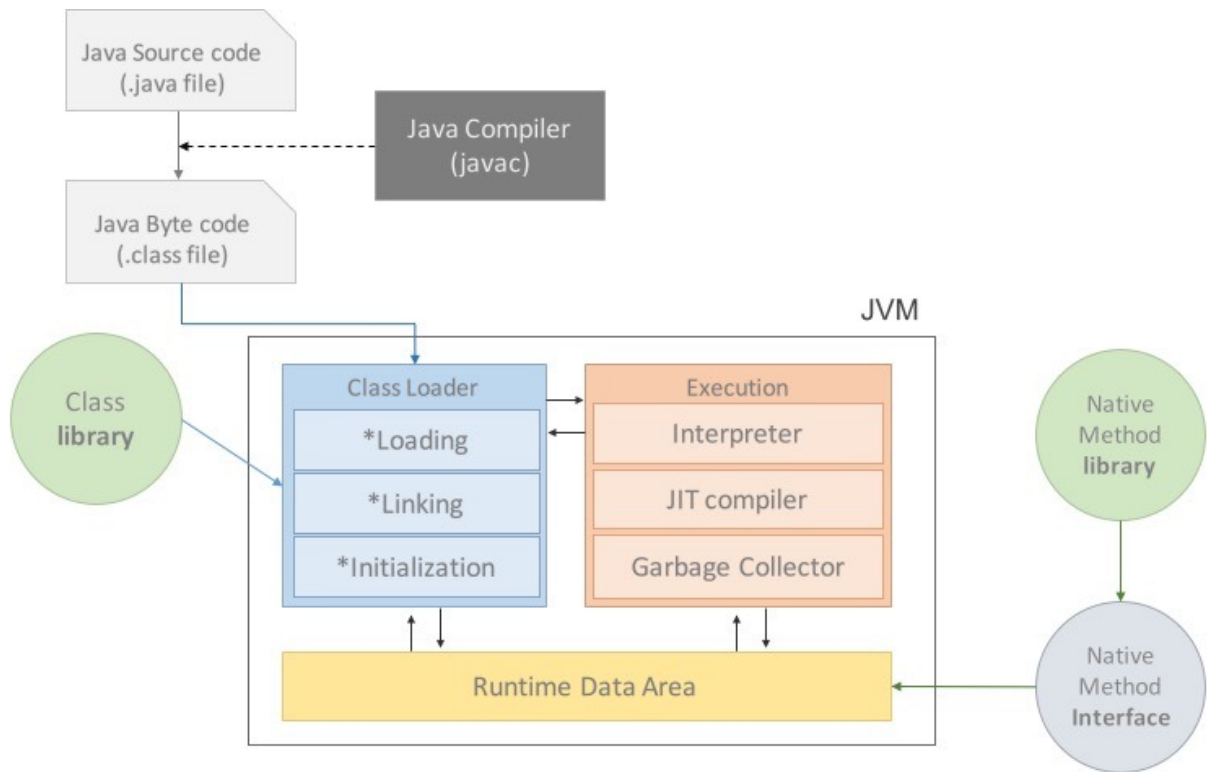 Java Source code
(.java file)
Java Compiler
(javac)
Java Byte code
(.class file)
JVM
Class
library
Class Loader
*Loading
*Linking
*Initialization
Execution
Interpreter
JIT compiler
Garbage Collector
Native
Method
library
Runtime Data Area
Native
Method
Interface